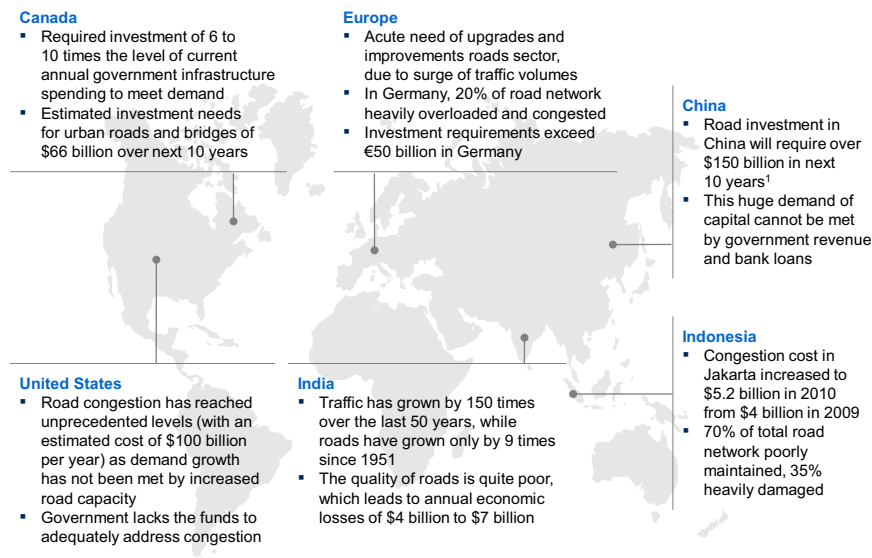 Canada
▪ Required investment of 6 to
10 times the level of current
annual government infrastructure
spending to meet demand
▪ Estimated investment needs
for urban roads and bridges of
$66 billion over next 10 years
Europe
▪ Acute need of upgrades and
improvements roads sector,
due to surge of traffic volumes
▪ In Germany, 20% of road network
heavily overloaded and congested
▪ Investment requirements exceed
€50 billion in Germany
China
▪ Road investment in
China will require over
$150 billion in next
10 years¹
▪ This huge demand of
capital cannot be met
by government revenue
and bank loans
United States
▪ Road congestion has reached
unprecedented levels (with an
estimated cost of $100 billion
per year) as demand growth
has not been met by increased
road capacity
▪ Government lacks the funds to
adequately address congestion
India
▪ Traffic has grown by 150 times
over the last 50 years, while
roads have grown only by 9 times
since 1951
▪ The quality of roads is quite poor,
which leads to annual economic
losses of $4 billion to $7 billion
Indonesia
▪ Congestion cost in
Jakarta increased to
$5.2 billion in 2010
from $4 billion in 2009
▪ 70% of total road
network poorly
maintained, 35%
heavily damaged